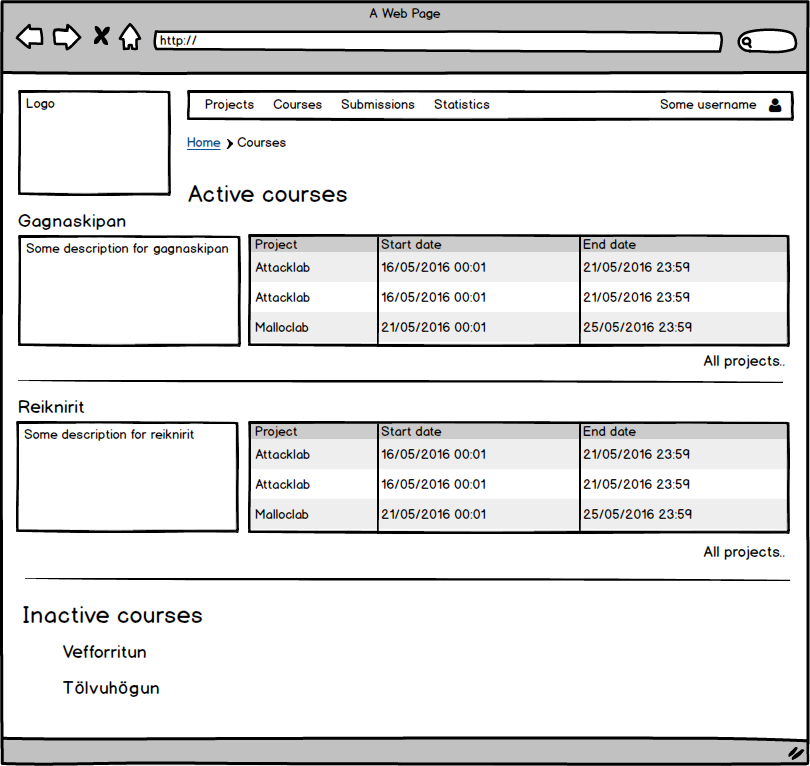 A Web Page
http://
Logo
Projects Courses Submissions Statistics Some username
Home Courses
Active courses
Gagnaskipan
Some description for gagnaskipan
Project Start date End date
Attacklab 16/05/2016 00:01 21/05/2016 23:59
Attacklab 16/05/2016 00:01 21/05/2016 23:59
Malloclab 21/05/2016 00:01 25/05/2016 23:59
All projects..
Reiknirit
Some description for reiknirit
Project Start date End date
Attacklab 16/05/2016 00:01 21/05/2016 23:59
Attacklab 16/05/2016 00:01 21/05/2016 23:59
Malloclab 21/05/2016 00:01 25/05/2016 23:59
All projects..
Inactive courses
Vefforritun
Tölvuhögun